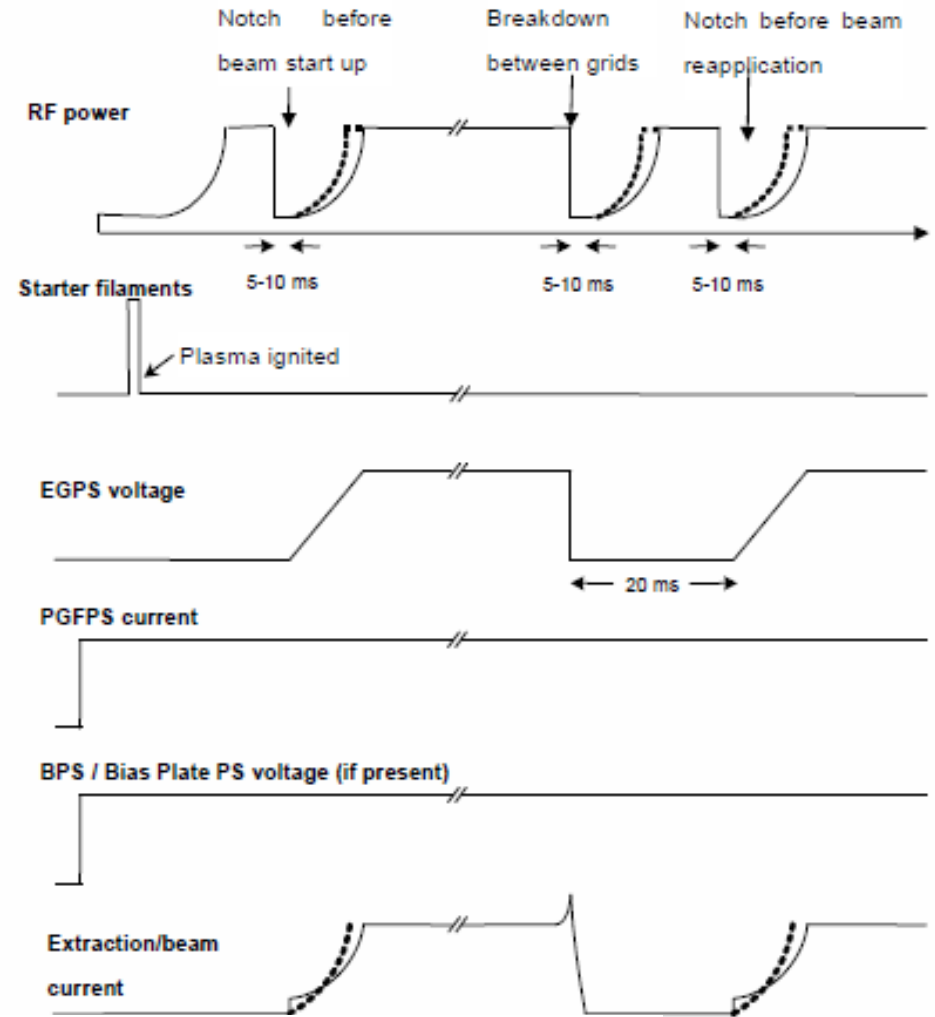 Notch before
beam start up
Breakdown
between grids
Notch before beam
reapplication
RF power
5-10 ms
5-10 ms
5-10 ms
Starter filaments
Plasma ignited
EGPS voltage
20 ms
PGFPS current
BPS / Bias Plate PS voltage (if present)
Extraction/beam
current